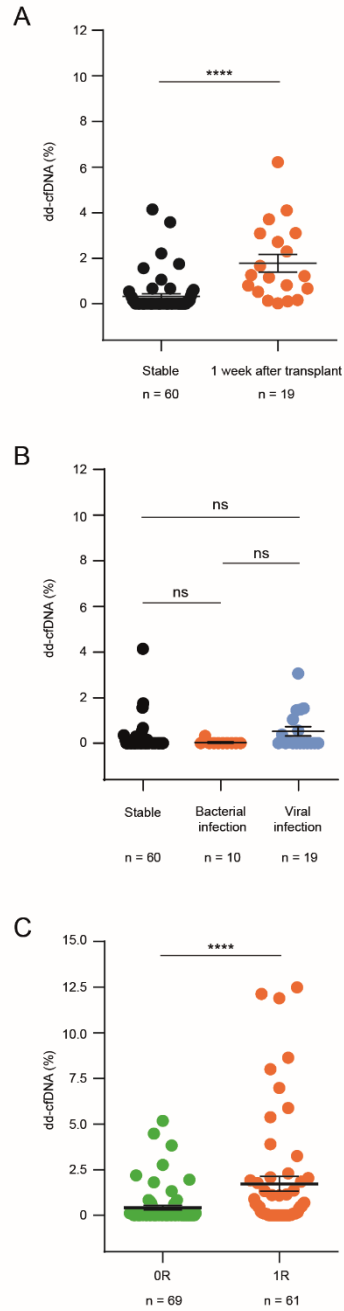 A
12
10
8
6
4
2
0
dd-cfDNA (%)
****
Stable
1 week after transplant
n = 60
n = 19
B
12
10
8
6
4
2
0
dd-cfDNA (%)
ns
ns
ns
Stable
Bacterial
infection
Viral
infection
n = 60
n = 10
n = 19
C
15.0
12.5
10.0
7.5
5.0
2.5
0.0
dd-cfDNA (%)
****
0R
1R
n = 69
n = 61